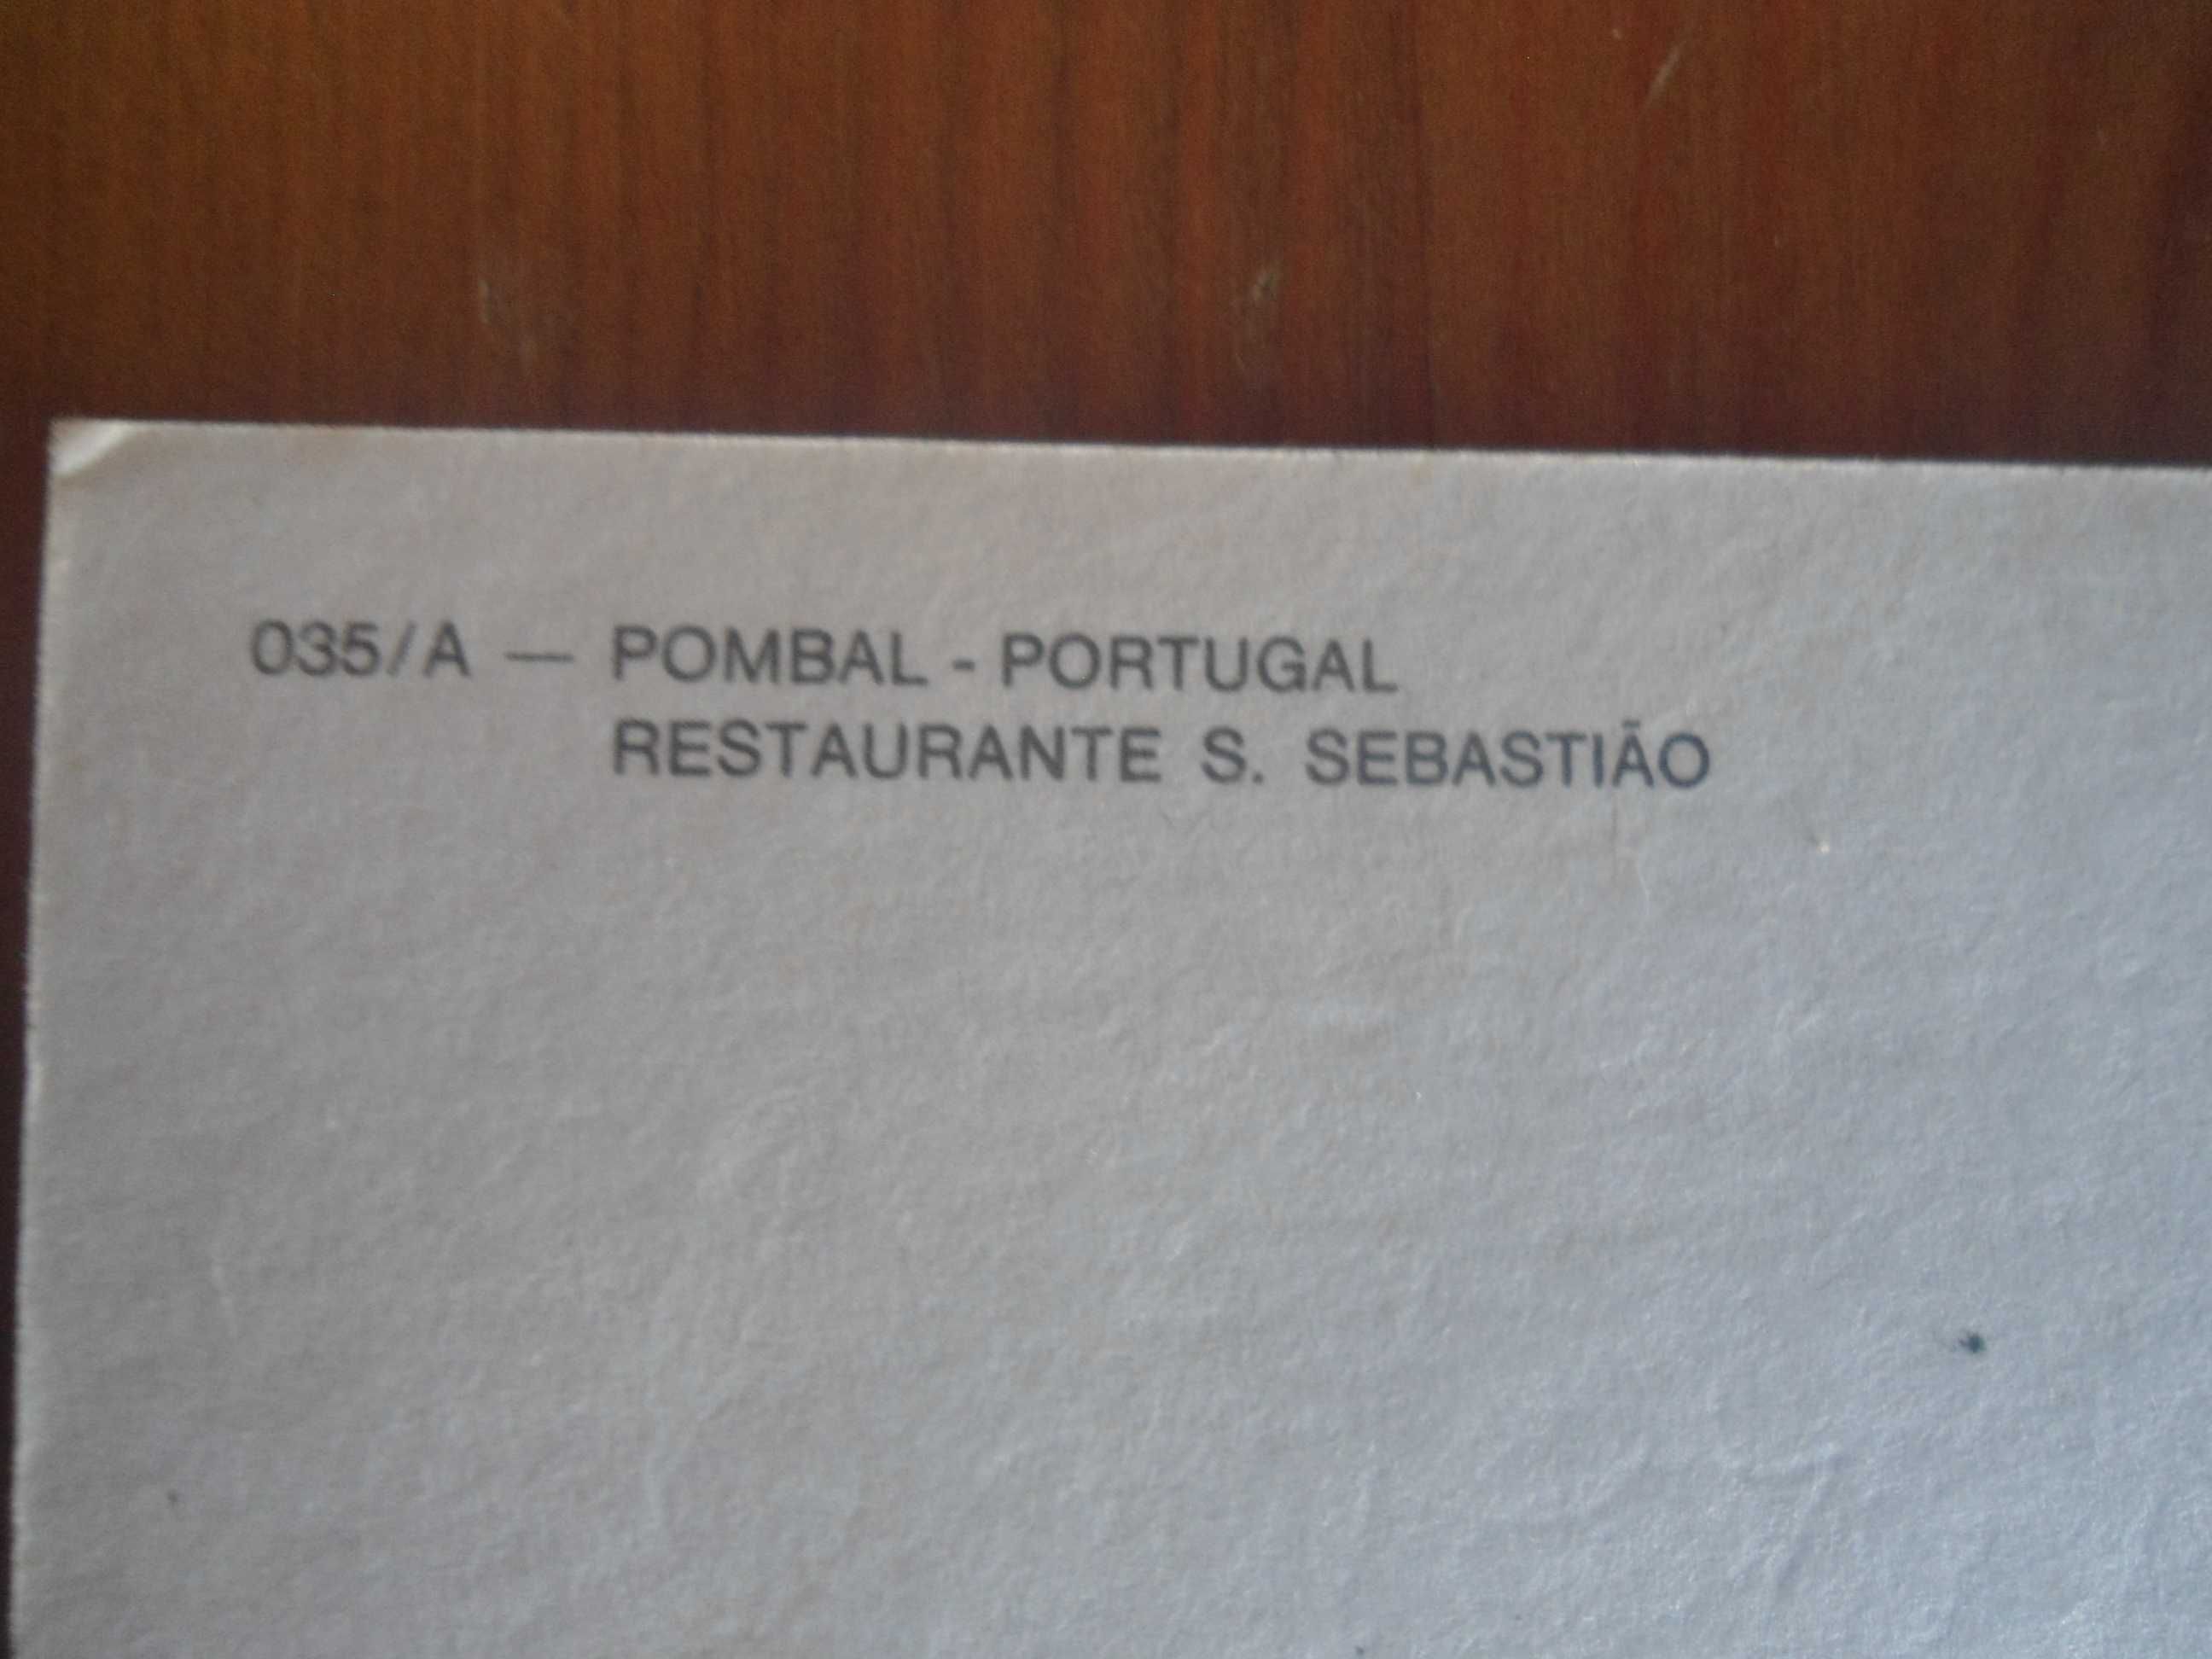 035/A — POMBAL - PORTUGAL
RESTAURANTE S. SEBASTIÃO